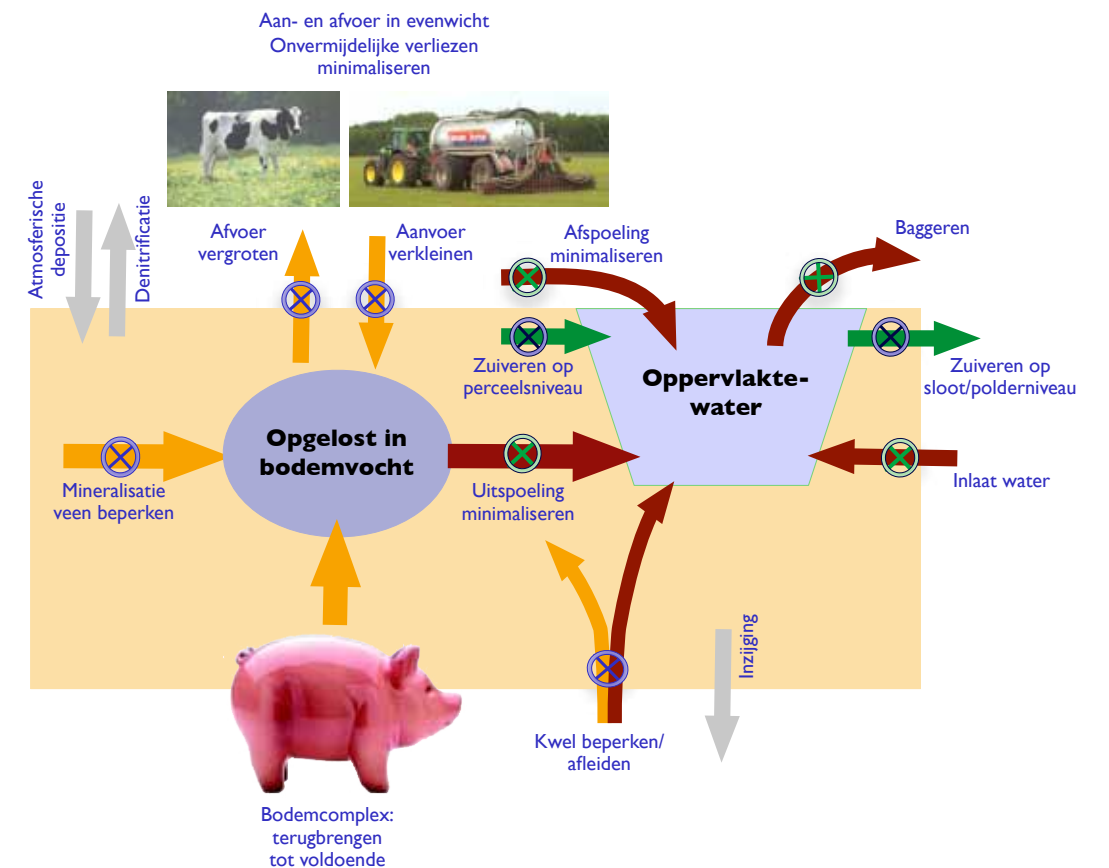 Aan- en afvoer in evenwicht
Onvermijdelijke verliezen
minimaliseren
Atmosferische
depositie
Denitrificatie
Afvoer
vergroten
Aanvoer
verkleinen
Afspoeling
minimaliseren
Baggeren
Zuiveren op
perceelsniveau
Oppervlakte-
water
Zuiveren op
sloot/polderniveau
Opgelost in
bodemvocht
Mineralisatie
veen beperken
Uitspoeling
minimaliseren
Inlaat water
Inzijging
Kwel beperken/
afleiden
Bodemcomplex:
terugbrengen
tot voldoende